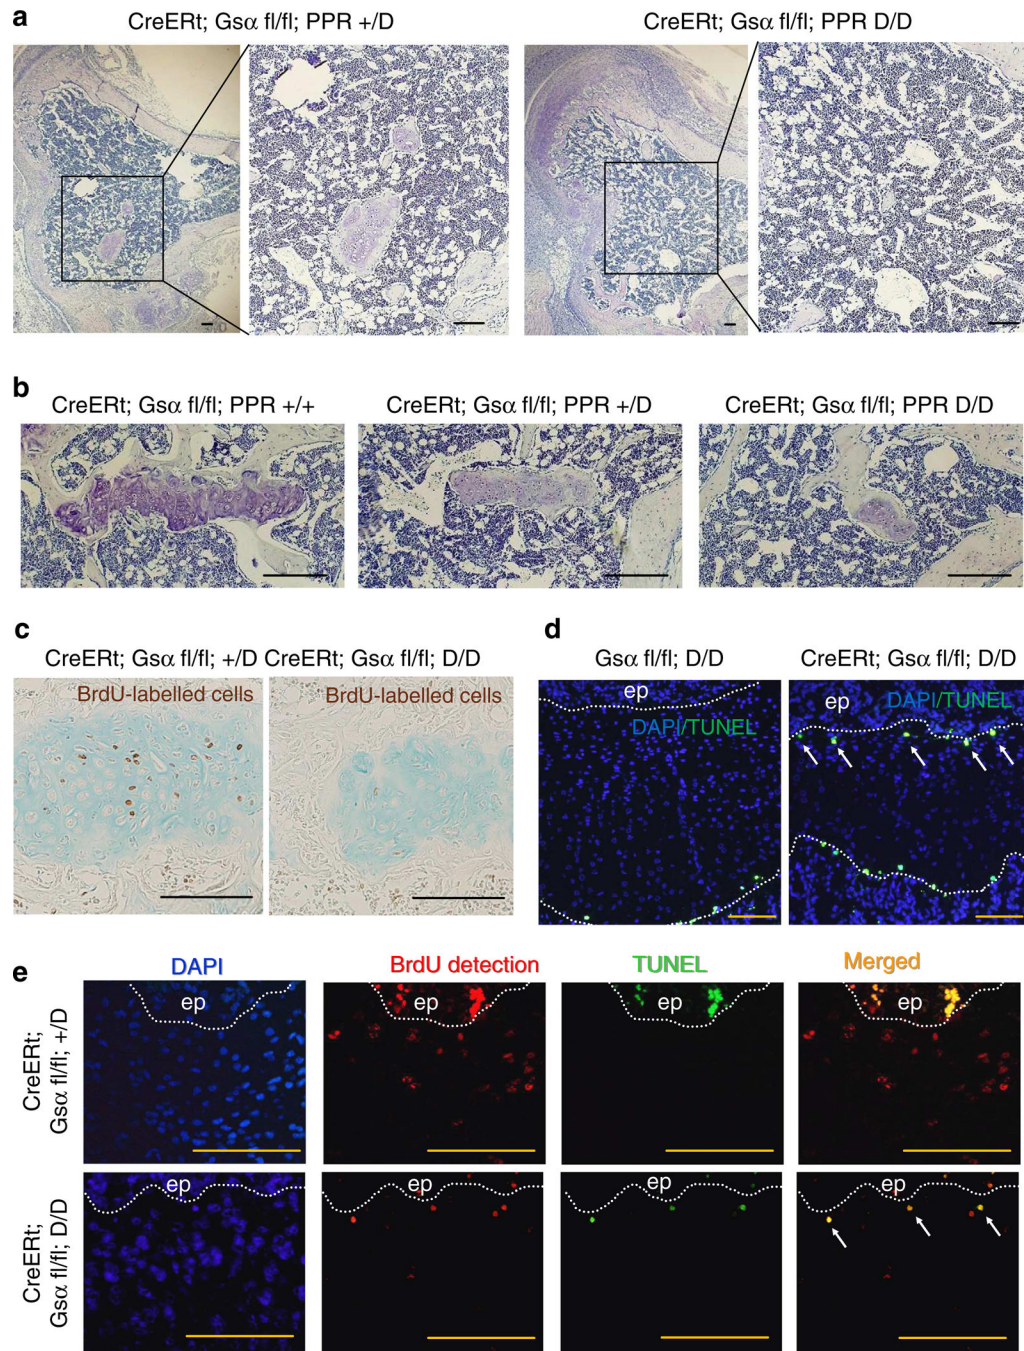 a
CreERt; Gsα fl/fl; PPR +/D
CreERt; Gsα fl/fl; PPR D/D
b
CreERt; Gsα fl/fl; PPR +/+
CreERt; Gsα fl/fl; PPR +/D
CreERt; Gsα fl/fl; PPR D/D
c
CreERt; Gsα fl/fl; +/D
CreERt; Gsα fl/fl; D/D
BrdU-labelled cells
BrdU-labelled cells
d
Gsα fl/fl; D/D
CreERt; Gsα fl/fl; D/D
ep
DAPI/TUNEL
ep
DAPI/TUNEL
e
DAPI
BrdU detection
TUNEL
Merged
CreERt;
Gsα fl/fl; +/D
ep
ep
ep
ep
CreERt;
Gsα fl/fl; D/D
ep
ep
ep
ep